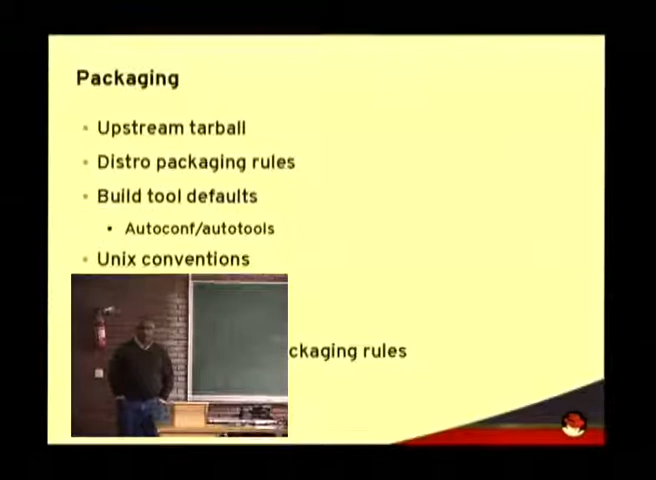 Packaging
Upstream tarball
Distro packaging rules
Build tool defaults
Autoconf/autotools
Unix conventions
ckaging rules